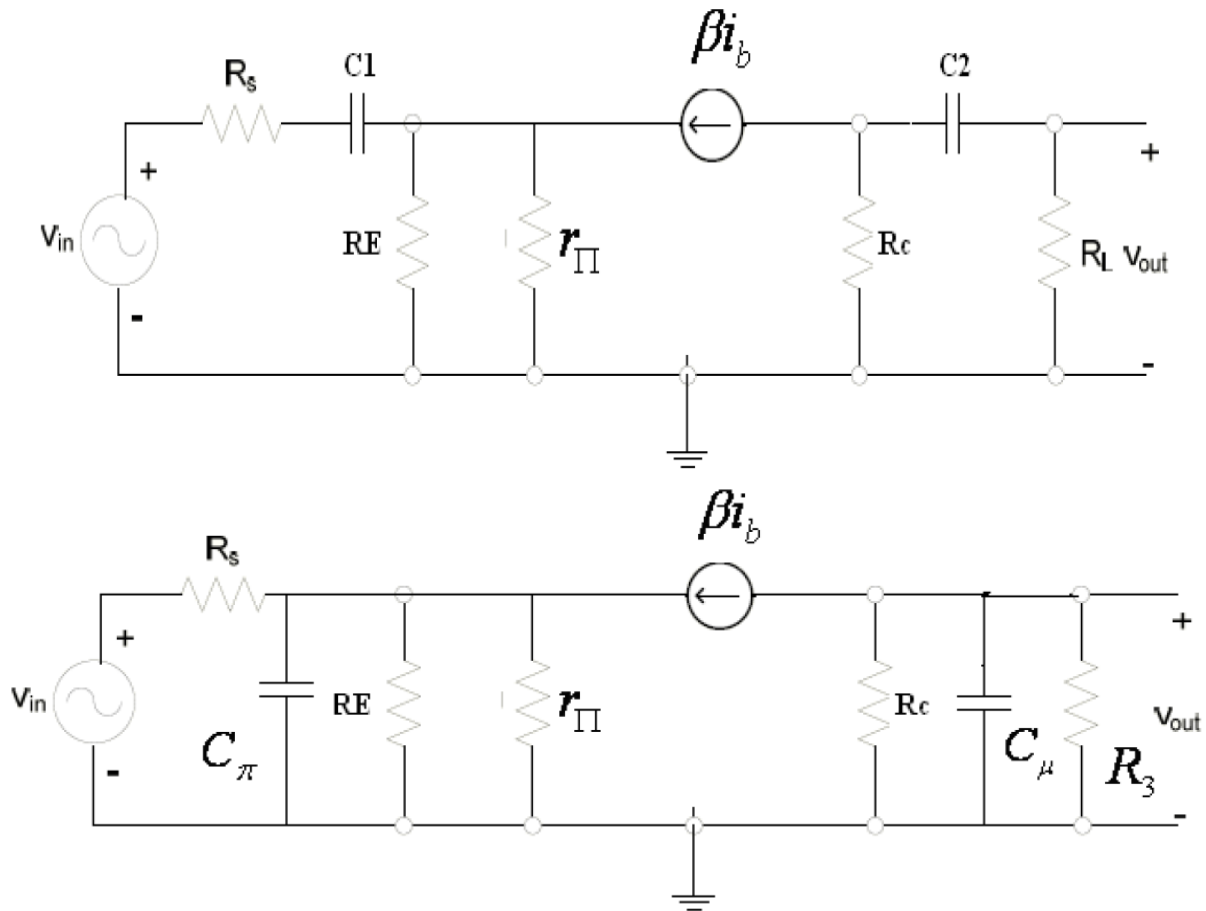 βi_b
R_s
C1
C2
+
+
V_in
RE
r_Π
Rc
R_L V_out
-
-
βi_b
R_s
+
+
V_in
RE
r_Π
Rc
V_out
C_π
C_μ
R_3
-
-